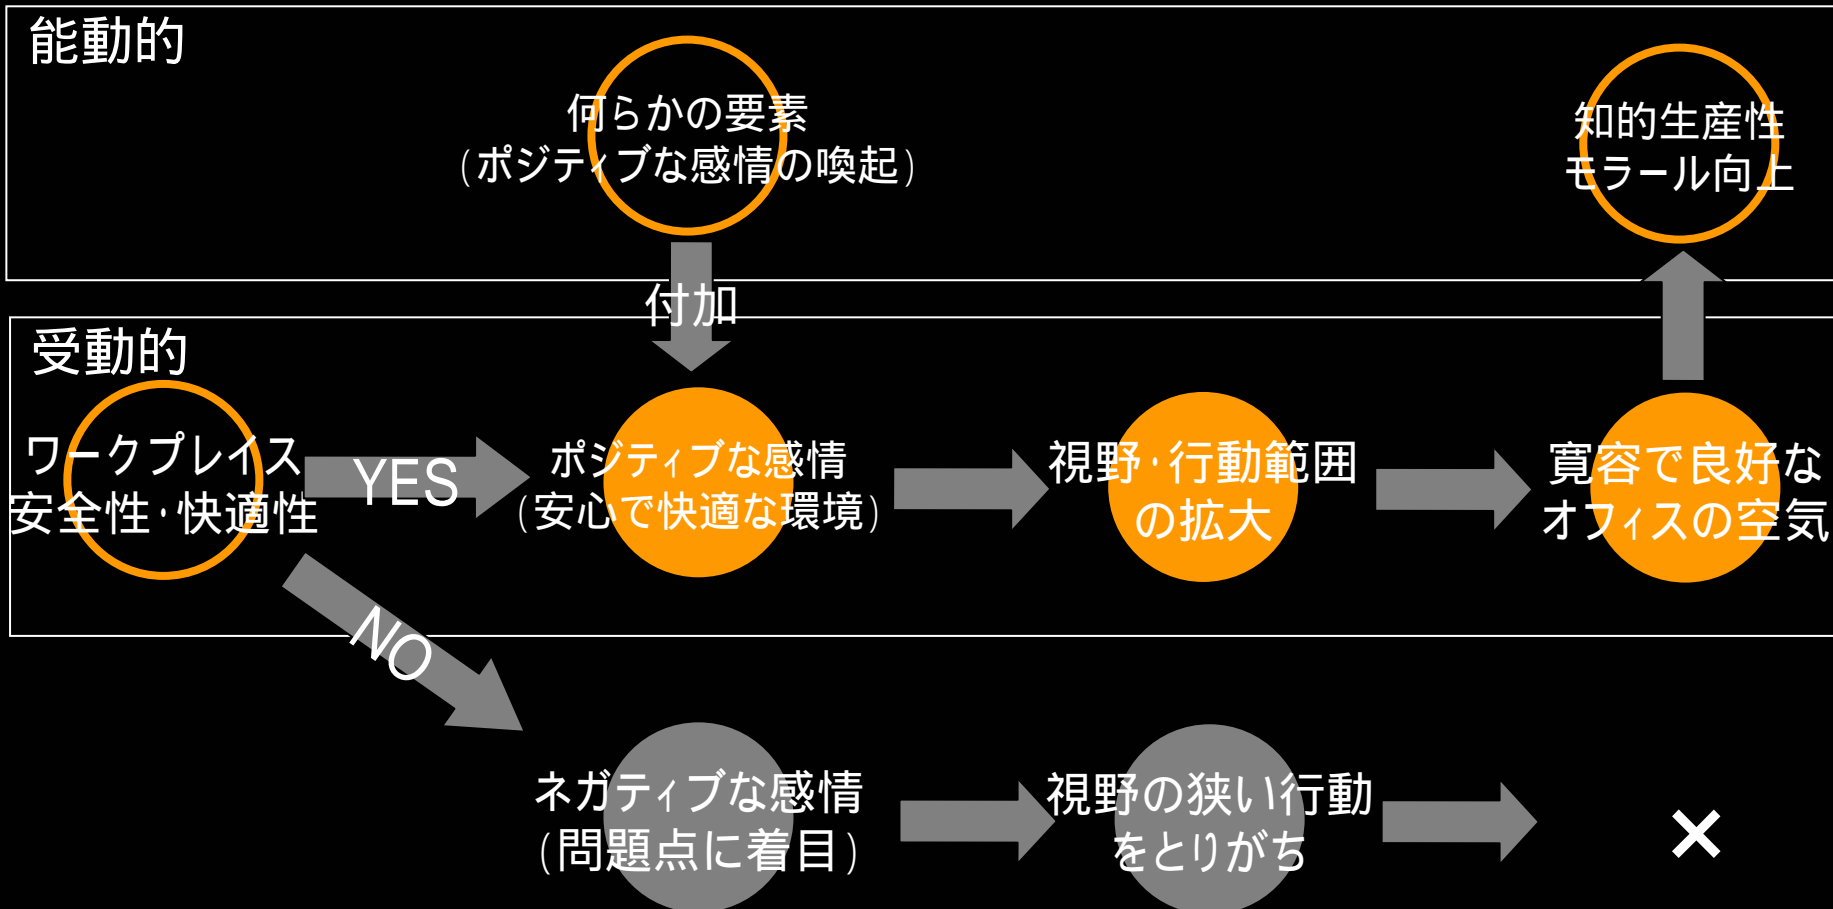 能動的
何らかの要素
(ポジティブな感情の喚起)
知的生産性
モラール向上
付加
受動的
ワークプレイス
安全性・快適性
YES
ポジティブな感情
(安心で快適な環境)
視野・行動範囲
の拡大
寛容で良好な
オフィスの空気
NO
ネガティブな感情
(問題点に着目)
視野の狭い行動
をとりがち
×